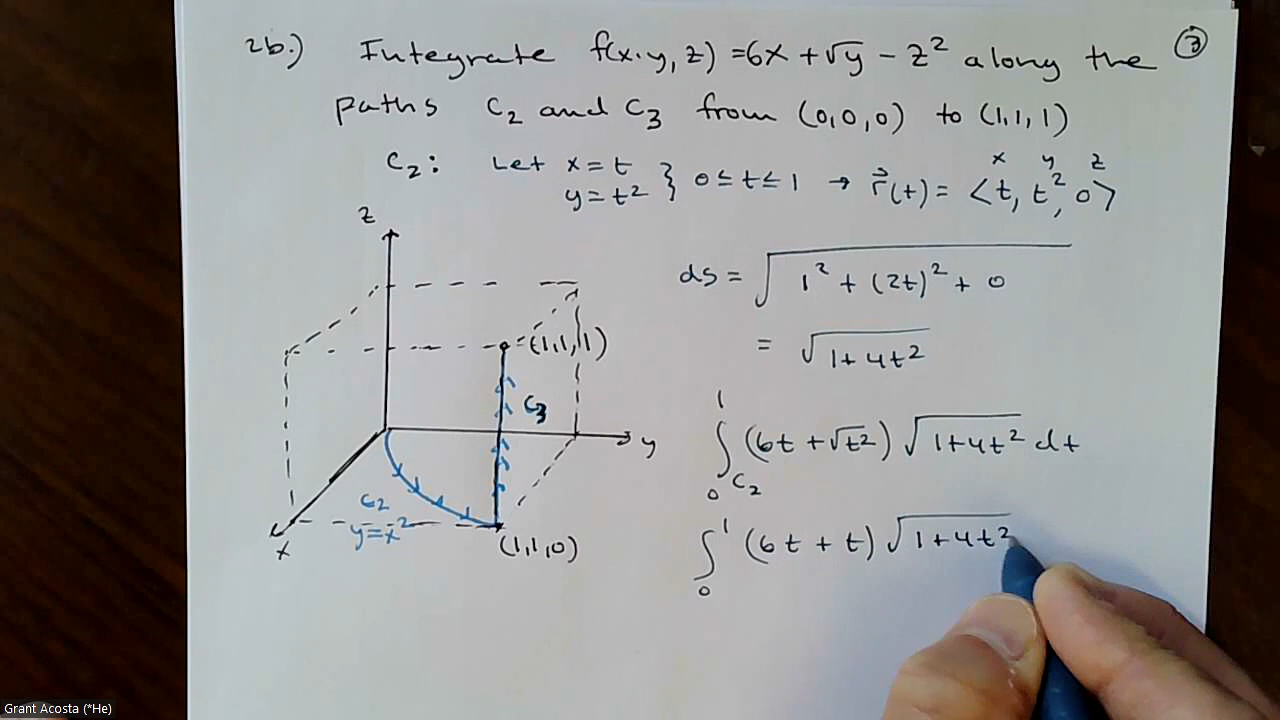 2b.) Integrate f(x,y,z) = 6x + √y − z² along the ③
paths C₂ and C₃ from (0,0,0) to (1,1,1)
C₂: Let x = t
y = t² } 0 ≤ t ≤ 1 → r⃗(t) = ⟨t, t², 0⟩
x y z
z
ds = √(1² + (2t)² + 0)
= √(1+4t²)
(1,1,1)
C₃
y
∫₀¹ C₂ (6t + √t²) √(1+4t²) dt
C₂
y=x²
x
(1,1,0)
∫₀¹ (6t + t) √(1+4t²)
Grant Acosta (*He)